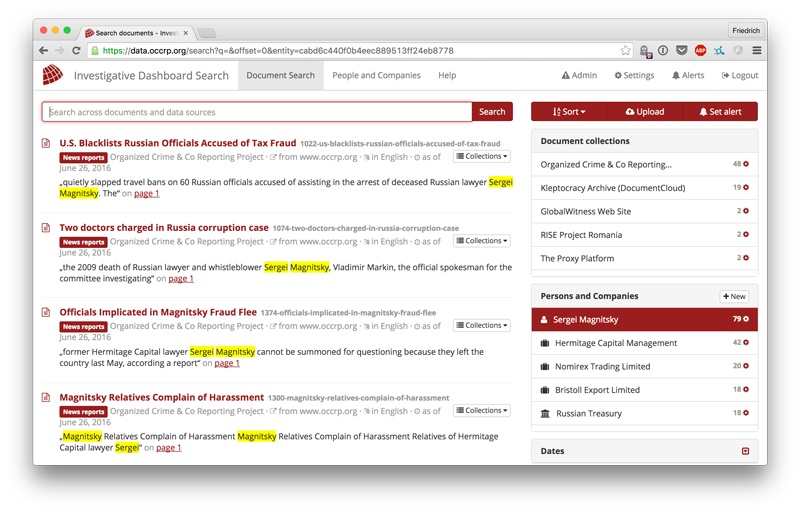 Search documents - Investi
Friedrich
https://data.occrp.org/search?q=&offset=0&entity=cabd6c440f0b4eec889513ff24eb8778
ABP
Investigative Dashboard Search
Document Search
People and Companies
Help
Admin
Settings
Alerts
Logout
Search across documents and data sources
Search
U.S. Blacklists Russian Officials Accused of Tax Fraud 1022-us-blacklists-russian-officials-accused-of-tax-fraud
News reports Organized Crime & Co Reporting Project · from www.occrp.org · in English · as of
June 26, 2016
Collections
„quietly slapped travel bans on 60 Russian officials accused of assisting in the arrest of deceased Russian lawyer Sergei
Magnitsky. The“ on page 1
Two doctors charged in Russia corruption case 1074-two-doctors-charged-in-russia-corruption-case
News reports Organized Crime & Co Reporting Project · from www.occrp.org · in English · as of
June 26, 2016
Collections
„the 2009 death of Russian lawyer and whistleblower Sergei Magnitsky, Vladimir Markin, the official spokesman for the
committee investigating“ on page 1
Officials Implicated in Magnitsky Fraud Flee 1374-officials-implicated-in-magnitsky-fraud-flee
News reports Organized Crime & Co Reporting Project · from www.occrp.org · in English · as of
June 26, 2016
Collections
„former Hermitage Capital lawyer Sergei Magnitsky cannot be summoned for questioning because they left the
country last May, according a report“ on page 1
Magnitsky Relatives Complain of Harassment 1300-magnitsky-relatives-complain-of-harassment
News reports Organized Crime & Co Reporting Project · from www.occrp.org · in English · as of
June 26, 2016
Collections
„Magnitsky Relatives Complain of Harassment Magnitsky Relatives Complain of Harassment Relatives of Hermitage
Capital lawyer Sergei“ on page 1
Sort
Upload
Set alert
Document collections
Organized Crime & Co Reporting... 48
Kleptocracy Archive (DocumentCloud) 19
GlobalWitness Web Site 2
RISE Project Romania 2
The Proxy Platform 2
Persons and Companies
+ New
Sergei Magnitsky 79
Hermitage Capital Management 42
Nomirex Trading Limited 20
Bristoll Export Limited 18
Russian Treasury 18
Dates